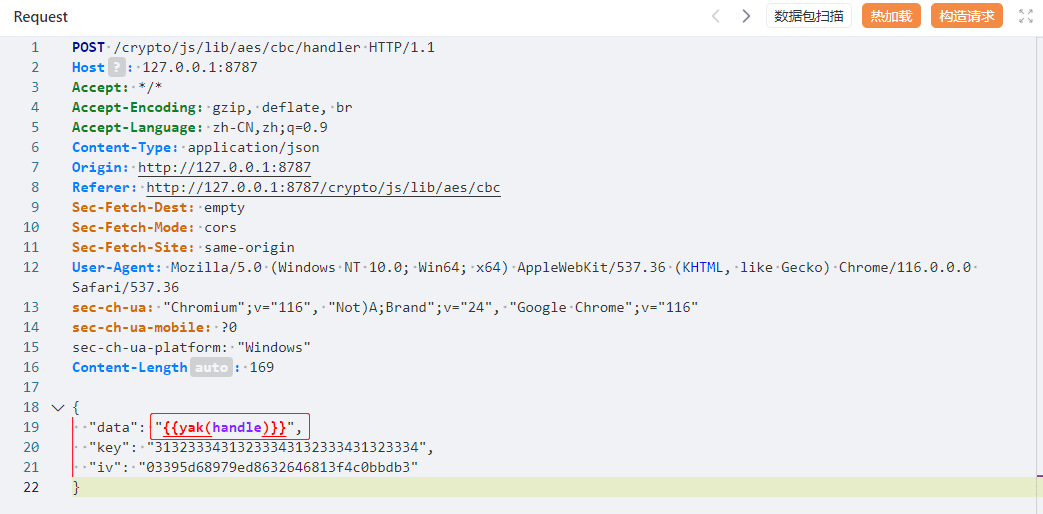 Request 数据包扫描 热加载 构造请求
1 POST /crypto/js/lib/aes/cbc/handler HTTP/1.1
2 Host ? : 127.0.0.1:8787
3 Accept: */*
4 Accept-Encoding: gzip, deflate, br
5 Accept-Language: zh-CN,zh;q=0.9
6 Content-Type: application/json
7 Origin: http://127.0.0.1:8787
8 Referer: http://127.0.0.1:8787/crypto/js/lib/aes/cbc
9 Sec-Fetch-Dest: empty
10 Sec-Fetch-Mode: cors
11 Sec-Fetch-Site: same-origin
12 User-Agent: Mozilla/5.0 (Windows NT 10.0; Win64; x64) AppleWebKit/537.36 (KHTML, like Gecko) Chrome/116.0.0.0
Safari/537.36
13 sec-ch-ua: "Chromium";v="116", "Not)A;Brand";v="24", "Google Chrome";v="116"
14 sec-ch-ua-mobile: ?0
15 sec-ch-ua-platform: "Windows"
16 Content-Length auto : 169
17
18 {
19 "data": "{{yak(handle)}}",
20 "key": "31323334313233343132333431323334",
21 "iv": "03395d68979ed8632646813f4c0bbdb3"
22 }